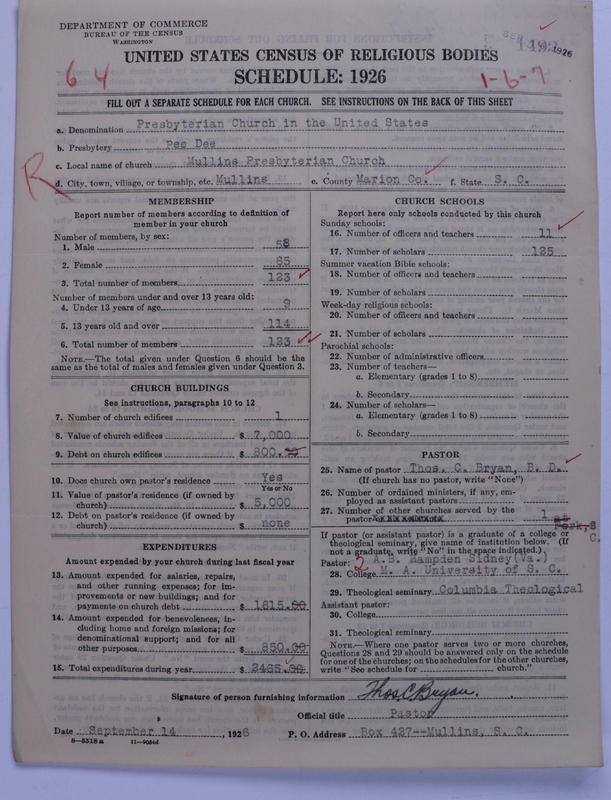 DEPARTMENT OF COMMERCE
BUREAU OF THE CENSUS
WASHINGTON
SEP 1926
1492
UNITED STATES CENSUS OF RELIGIOUS BODIES
64 SCHEDULE: 1926 1-6-7
FILL OUT A SEPARATE SCHEDULE FOR EACH CHURCH. SEE INSTRUCTIONS ON THE BACK OF THIS SHEET
a. Denomination Presbyterian Church in the United States
b. Presbytery Pee Dee
c. Local name of church Mullins Presbyterian Church
R d. City, town, village, or township, etc. Mullins e. County Marion Co. f. State S. C.
MEMBERSHIP
Report number of members according to definition of
member in your church
Number of members, by sex:
1. Male 58
2. Female 65
3. Total number of members 123
Number of members under and over 13 years old:
4. Under 13 years of age 9
5. 13 years old and over 114
6. Total number of members 123
NOTE.—The total given under Question 6 should be the
same as the total of males and females given under Question 3.
CHURCH BUILDINGS
See instructions, paragraphs 10 to 12
7. Number of church edifices 1
8. Value of church edifices $ 7,000
9. Debt on church edifices $ 800.
10. Does church own pastor's residence Yes
Yes or No
11. Value of pastor's residence (if owned by
church) $ 5,000
12. Debt on pastor's residence (if owned by
church) $ none
EXPENDITURES
Amount expended by your church during last fiscal year
13. Amount expended for salaries, repairs,
and other running expenses; for im-
provements or new buildings; and for
payments on church debt $ 1615.00
14. Amount expended for benevolences, in-
cluding home and foreign missions; for
denominational support; and for all
other purposes $ 850.00
15. Total expenditures during year $ 2465.00
CHURCH SCHOOLS
Report here only schools conducted by this church
Sunday schools:
16. Number of officers and teachers 11
17. Number of scholars 125
Summer vacation Bible schools:
18. Number of officers and teachers
19. Number of scholars
Week-day religious schools:
20. Number of officers and teachers
21. Number of scholars
Parochial schools:
22. Number of administrative officers
23. Number of teachers—
a. Elementary (grades 1 to 8)
b. Secondary
24. Number of scholars—
a. Elementary (grades 1 to 8)
b. Secondary
PASTOR
25. Name of pastor Thos. C. Bryan, B. D.
(If church has no pastor, write "None")
26. Number of ordained ministers, if any, em-
ployed as assistant pastors
27. Number of other churches served by the
pastor 1
If pastor (or assistant pastor) is a graduate of a college or
theological seminary, give name of institution below. (If
not a graduate, write "No" in the space indicated.)
Pastor: 2 A.B. Hampden Sidney(Va.)
28. College M. A. University of S. C.
29. Theological seminary Columbia Theological
Assistant pastor:
30. College
31. Theological seminary
NOTE.—Where one pastor serves two or more churches,
Questions 28 and 29 should be answered only on the schedule
for one of the churches; on the schedules for the other churches,
write "See schedule for church."
Signature of person furnishing information Thos C Bryan.
Official title Pastor
Date September 14, 1926 P. O. Address Box 427--Mullins, S. C.
8—5318a 11—9054d